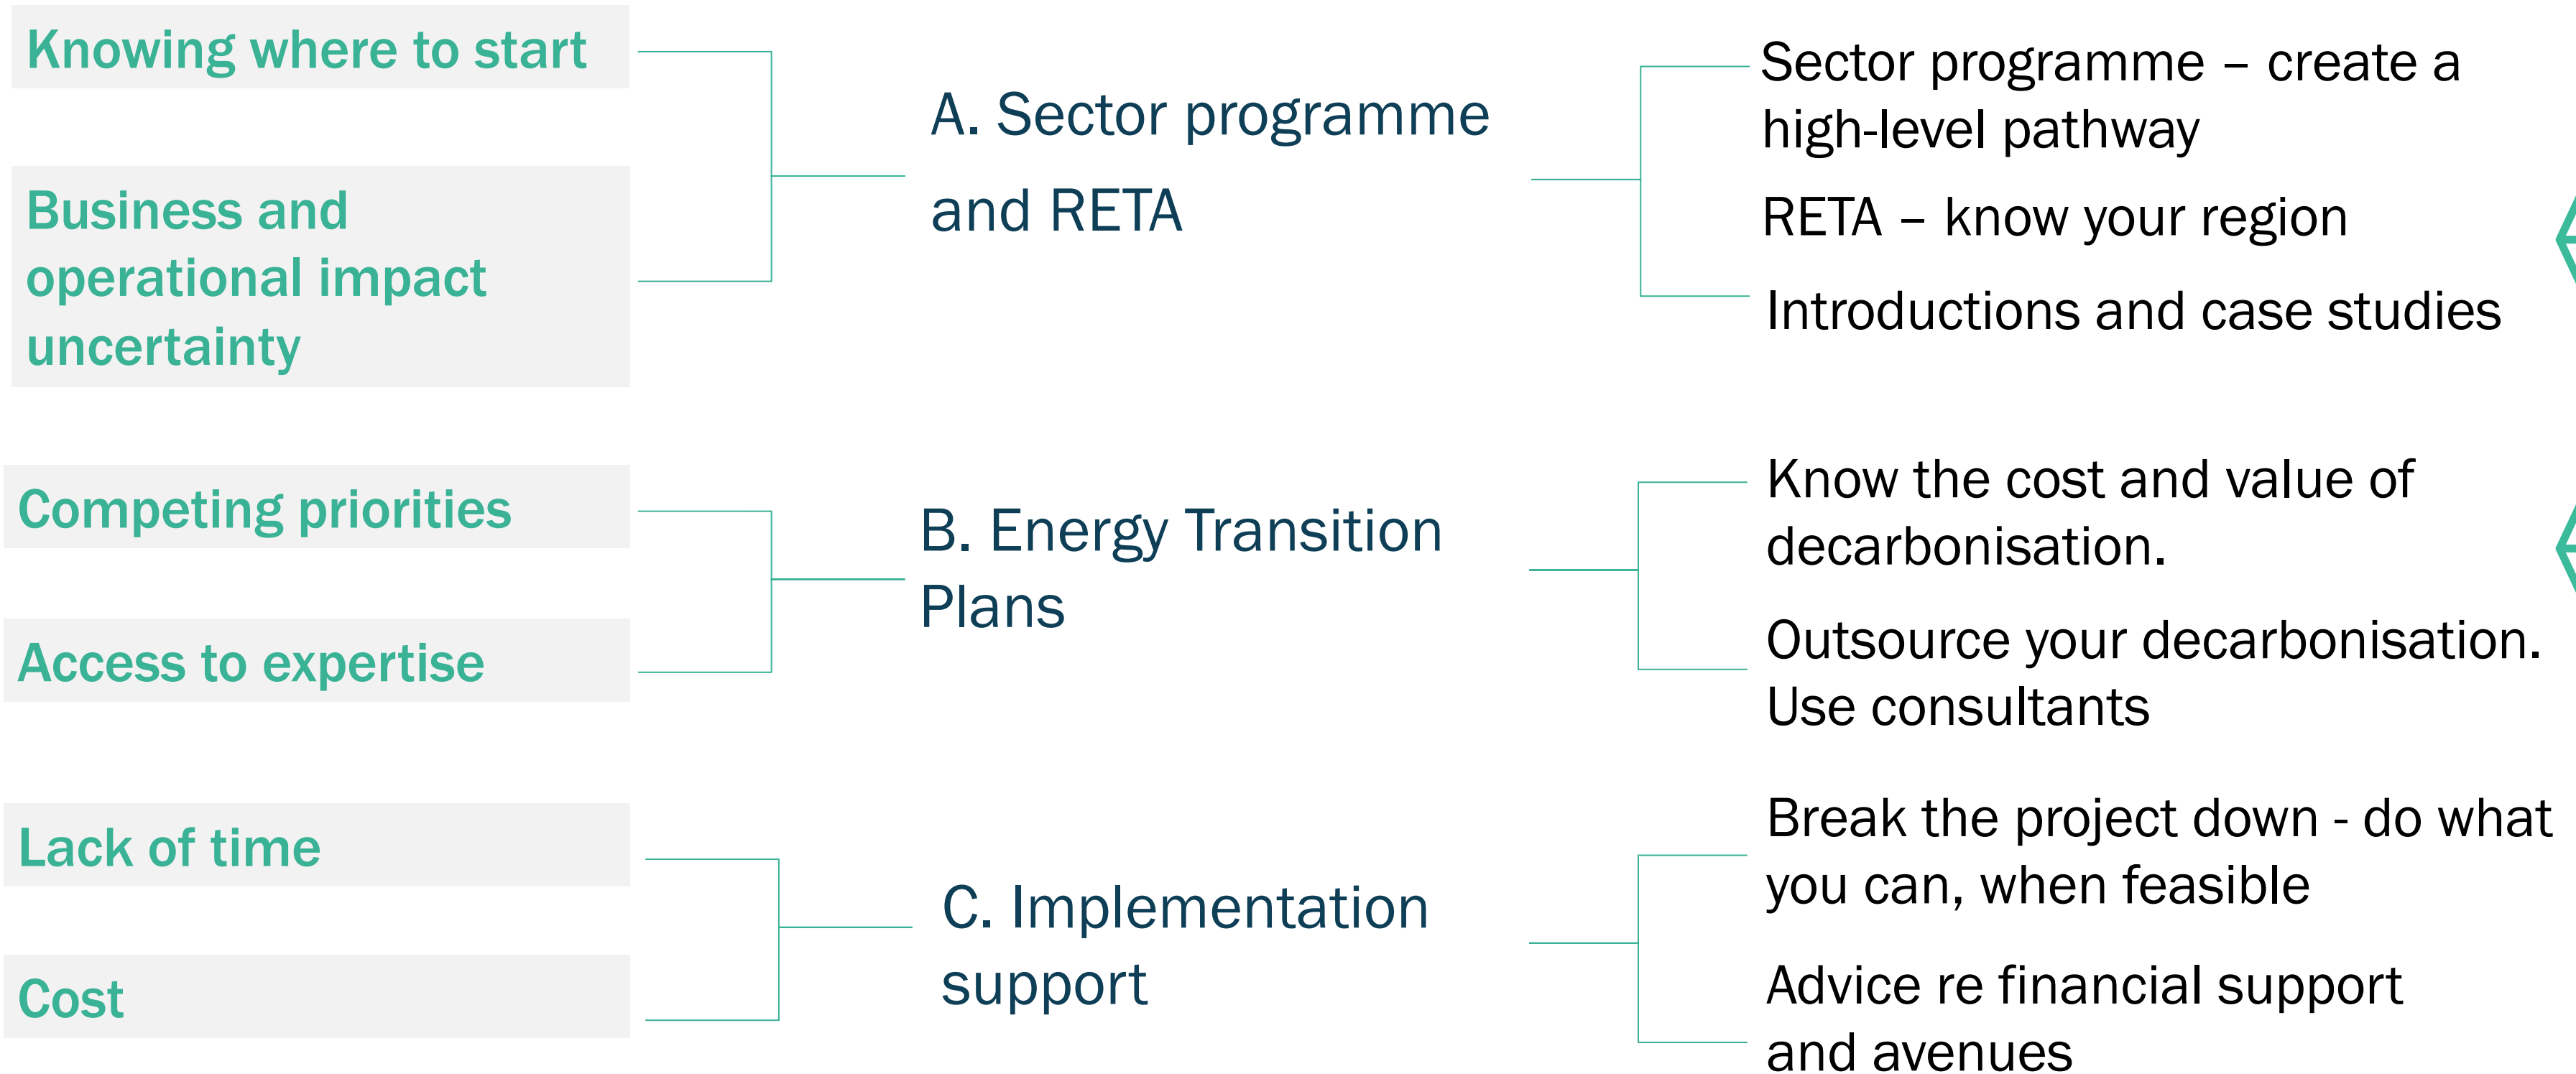 Knowing where to start
Business and
operational impact
uncertainty
A. Sector programme
and RETA
Sector programme – create a
high-level pathway
RETA – know your region
Introductions and case studies
Competing priorities
Access to expertise
B. Energy Transition
Plans
Know the cost and value of
decarbonisation.
Outsource your decarbonisation.
Use consultants
Lack of time
Cost
C. Implementation
support
Break the project down - do what
you can, when feasible
Advice re financial support
and avenues